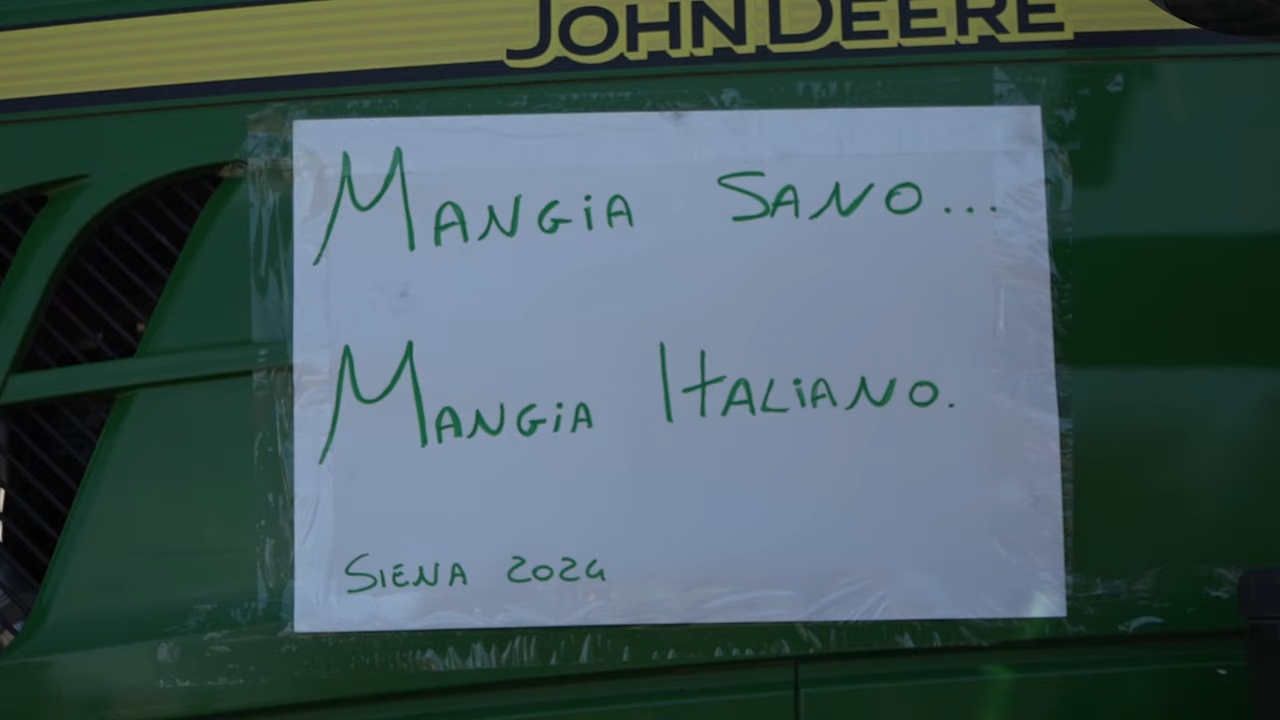 JOHN DEERE
MANGIA SANO...
MANGIA ITALIANO.
SIENA 2024